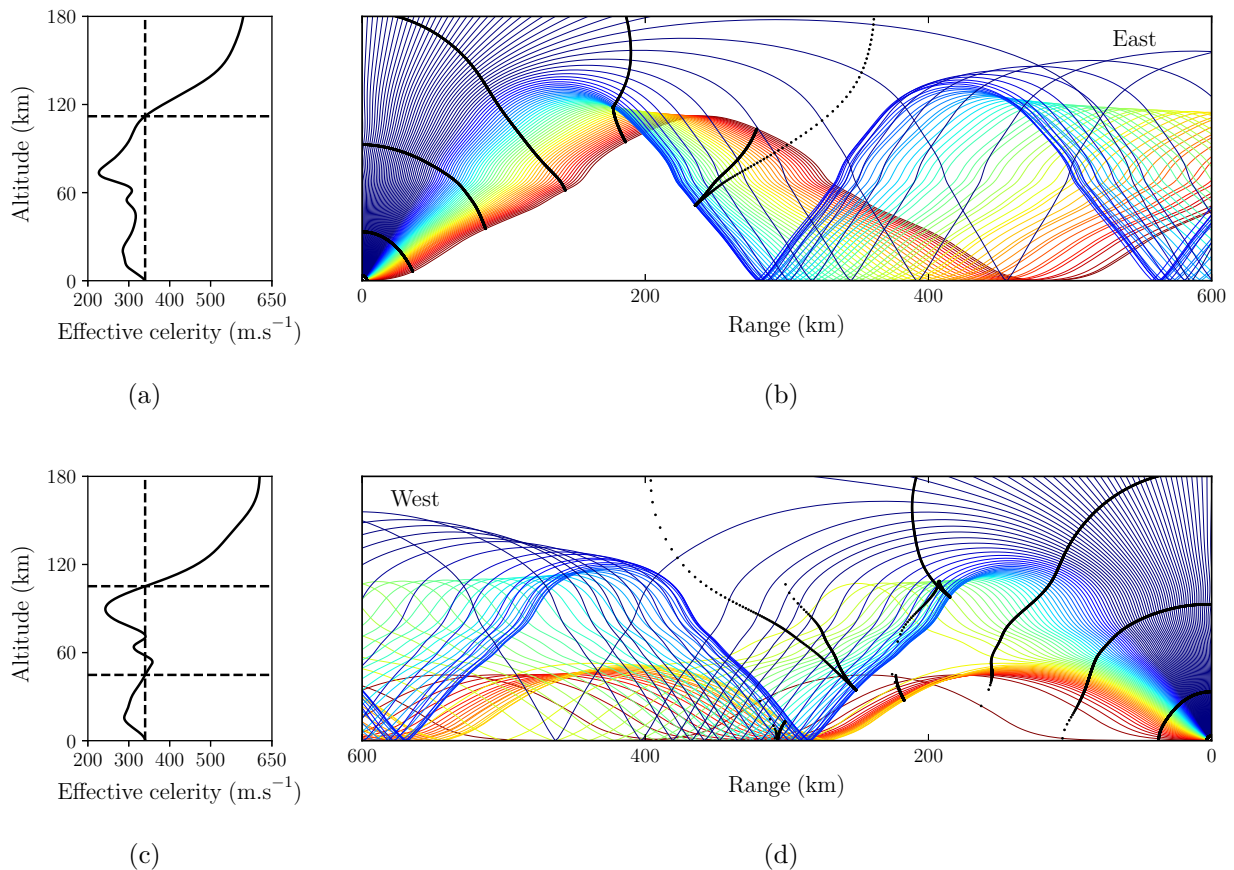 180
120
60
0
Altitude (km)
200 300 400 500 650
Effective celerity (m.s⁻¹)
(a)
East
0 200 400 600
Range (km)
(b)
180
120
60
0
Altitude (km)
200 300 400 500 650
Effective celerity (m.s⁻¹)
(c)
West
600 400 200 0
Range (km)
(d)